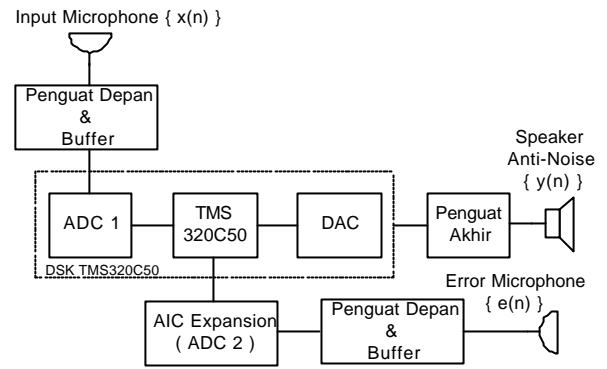 Input Microphone { x(n) }
Penguat Depan
&
Buffer
Speaker
Anti-Noise
{ y(n) }
ADC 1
TMS
320C50
DAC
Penguat
Akhir
DSK TMS320C50
Error Microphone
{ e(n) }
AIC Expansion
( ADC 2 )
Penguat Depan
&
Buffer